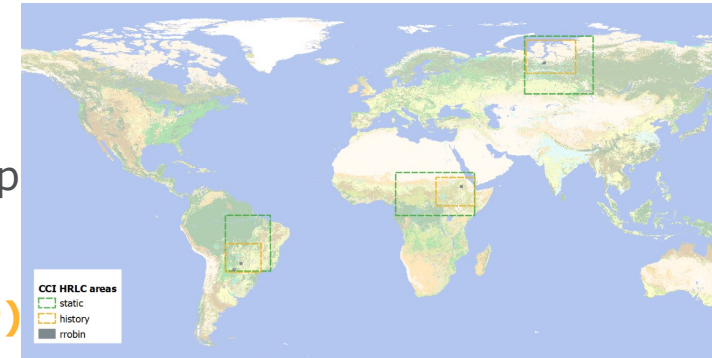 p
)
CCI HRLC areas
static
history
rrobin